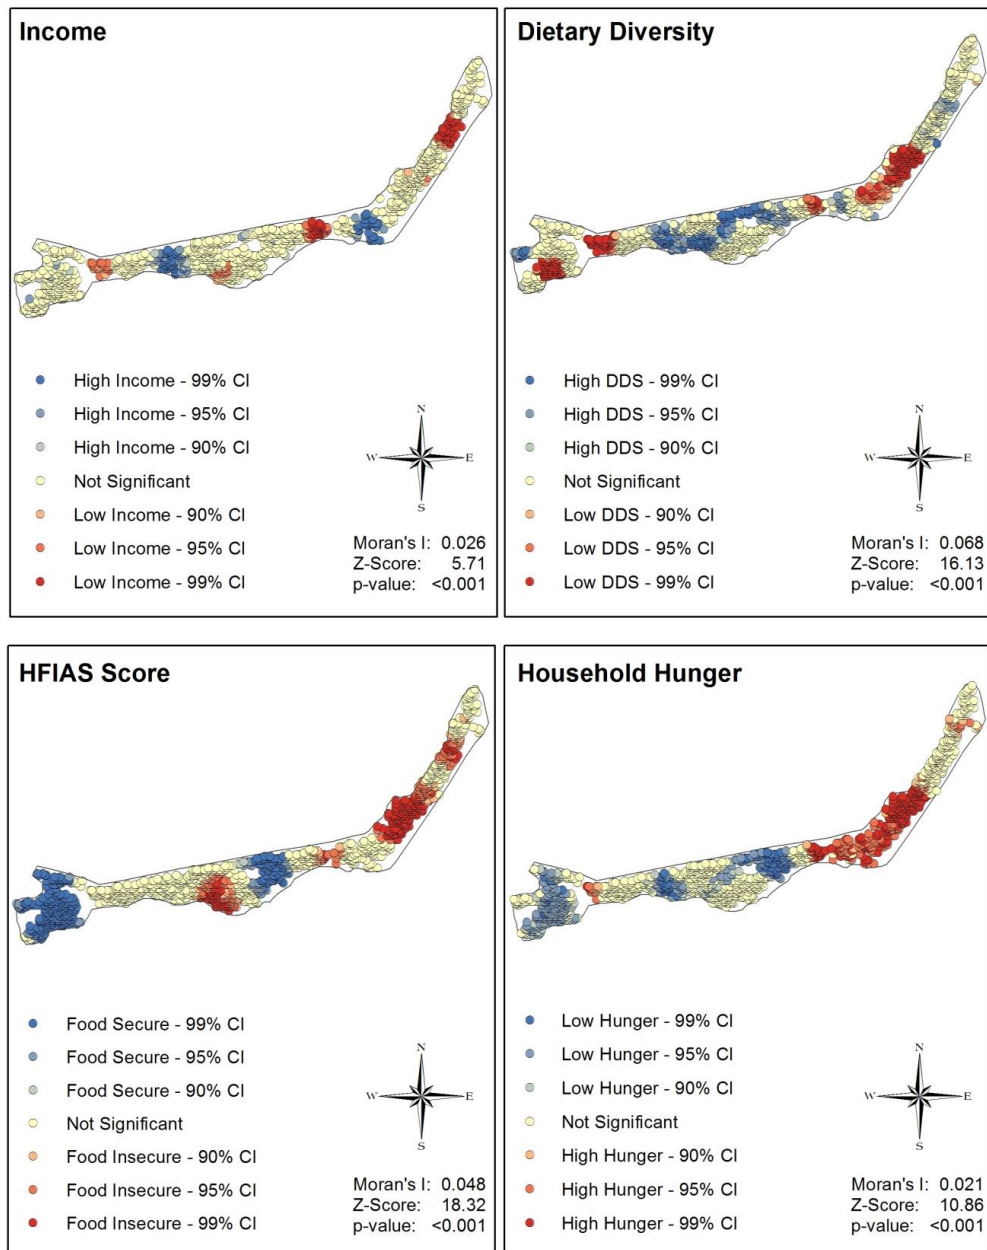 Income
High Income - 99% CI
High Income - 95% CI
High Income - 90% CI
Not Significant
Low Income - 90% CI
Low Income - 95% CI
Low Income - 99% CI
N
W E
S
Moran's I: 0.026
Z-Score: 5.71
p-value: <0.001
Dietary Diversity
High DDS - 99% CI
High DDS - 95% CI
High DDS - 90% CI
Not Significant
Low DDS - 90% CI
Low DDS - 95% CI
Low DDS - 99% CI
N
W E
S
Moran's I: 0.068
Z-Score: 16.13
p-value: <0.001
HFIAS Score
Food Secure - 99% CI
Food Secure - 95% CI
Food Secure - 90% CI
Not Significant
Food Insecure - 90% CI
Food Insecure - 95% CI
Food Insecure - 99% CI
N
W E
S
Moran's I: 0.048
Z-Score: 18.32
p-value: <0.001
Household Hunger
Low Hunger - 99% CI
Low Hunger - 95% CI
Low Hunger - 90% CI
Not Significant
High Hunger - 90% CI
High Hunger - 95% CI
High Hunger - 99% CI
N
W E
S
Moran's I: 0.021
Z-Score: 10.86
p-value: <0.001